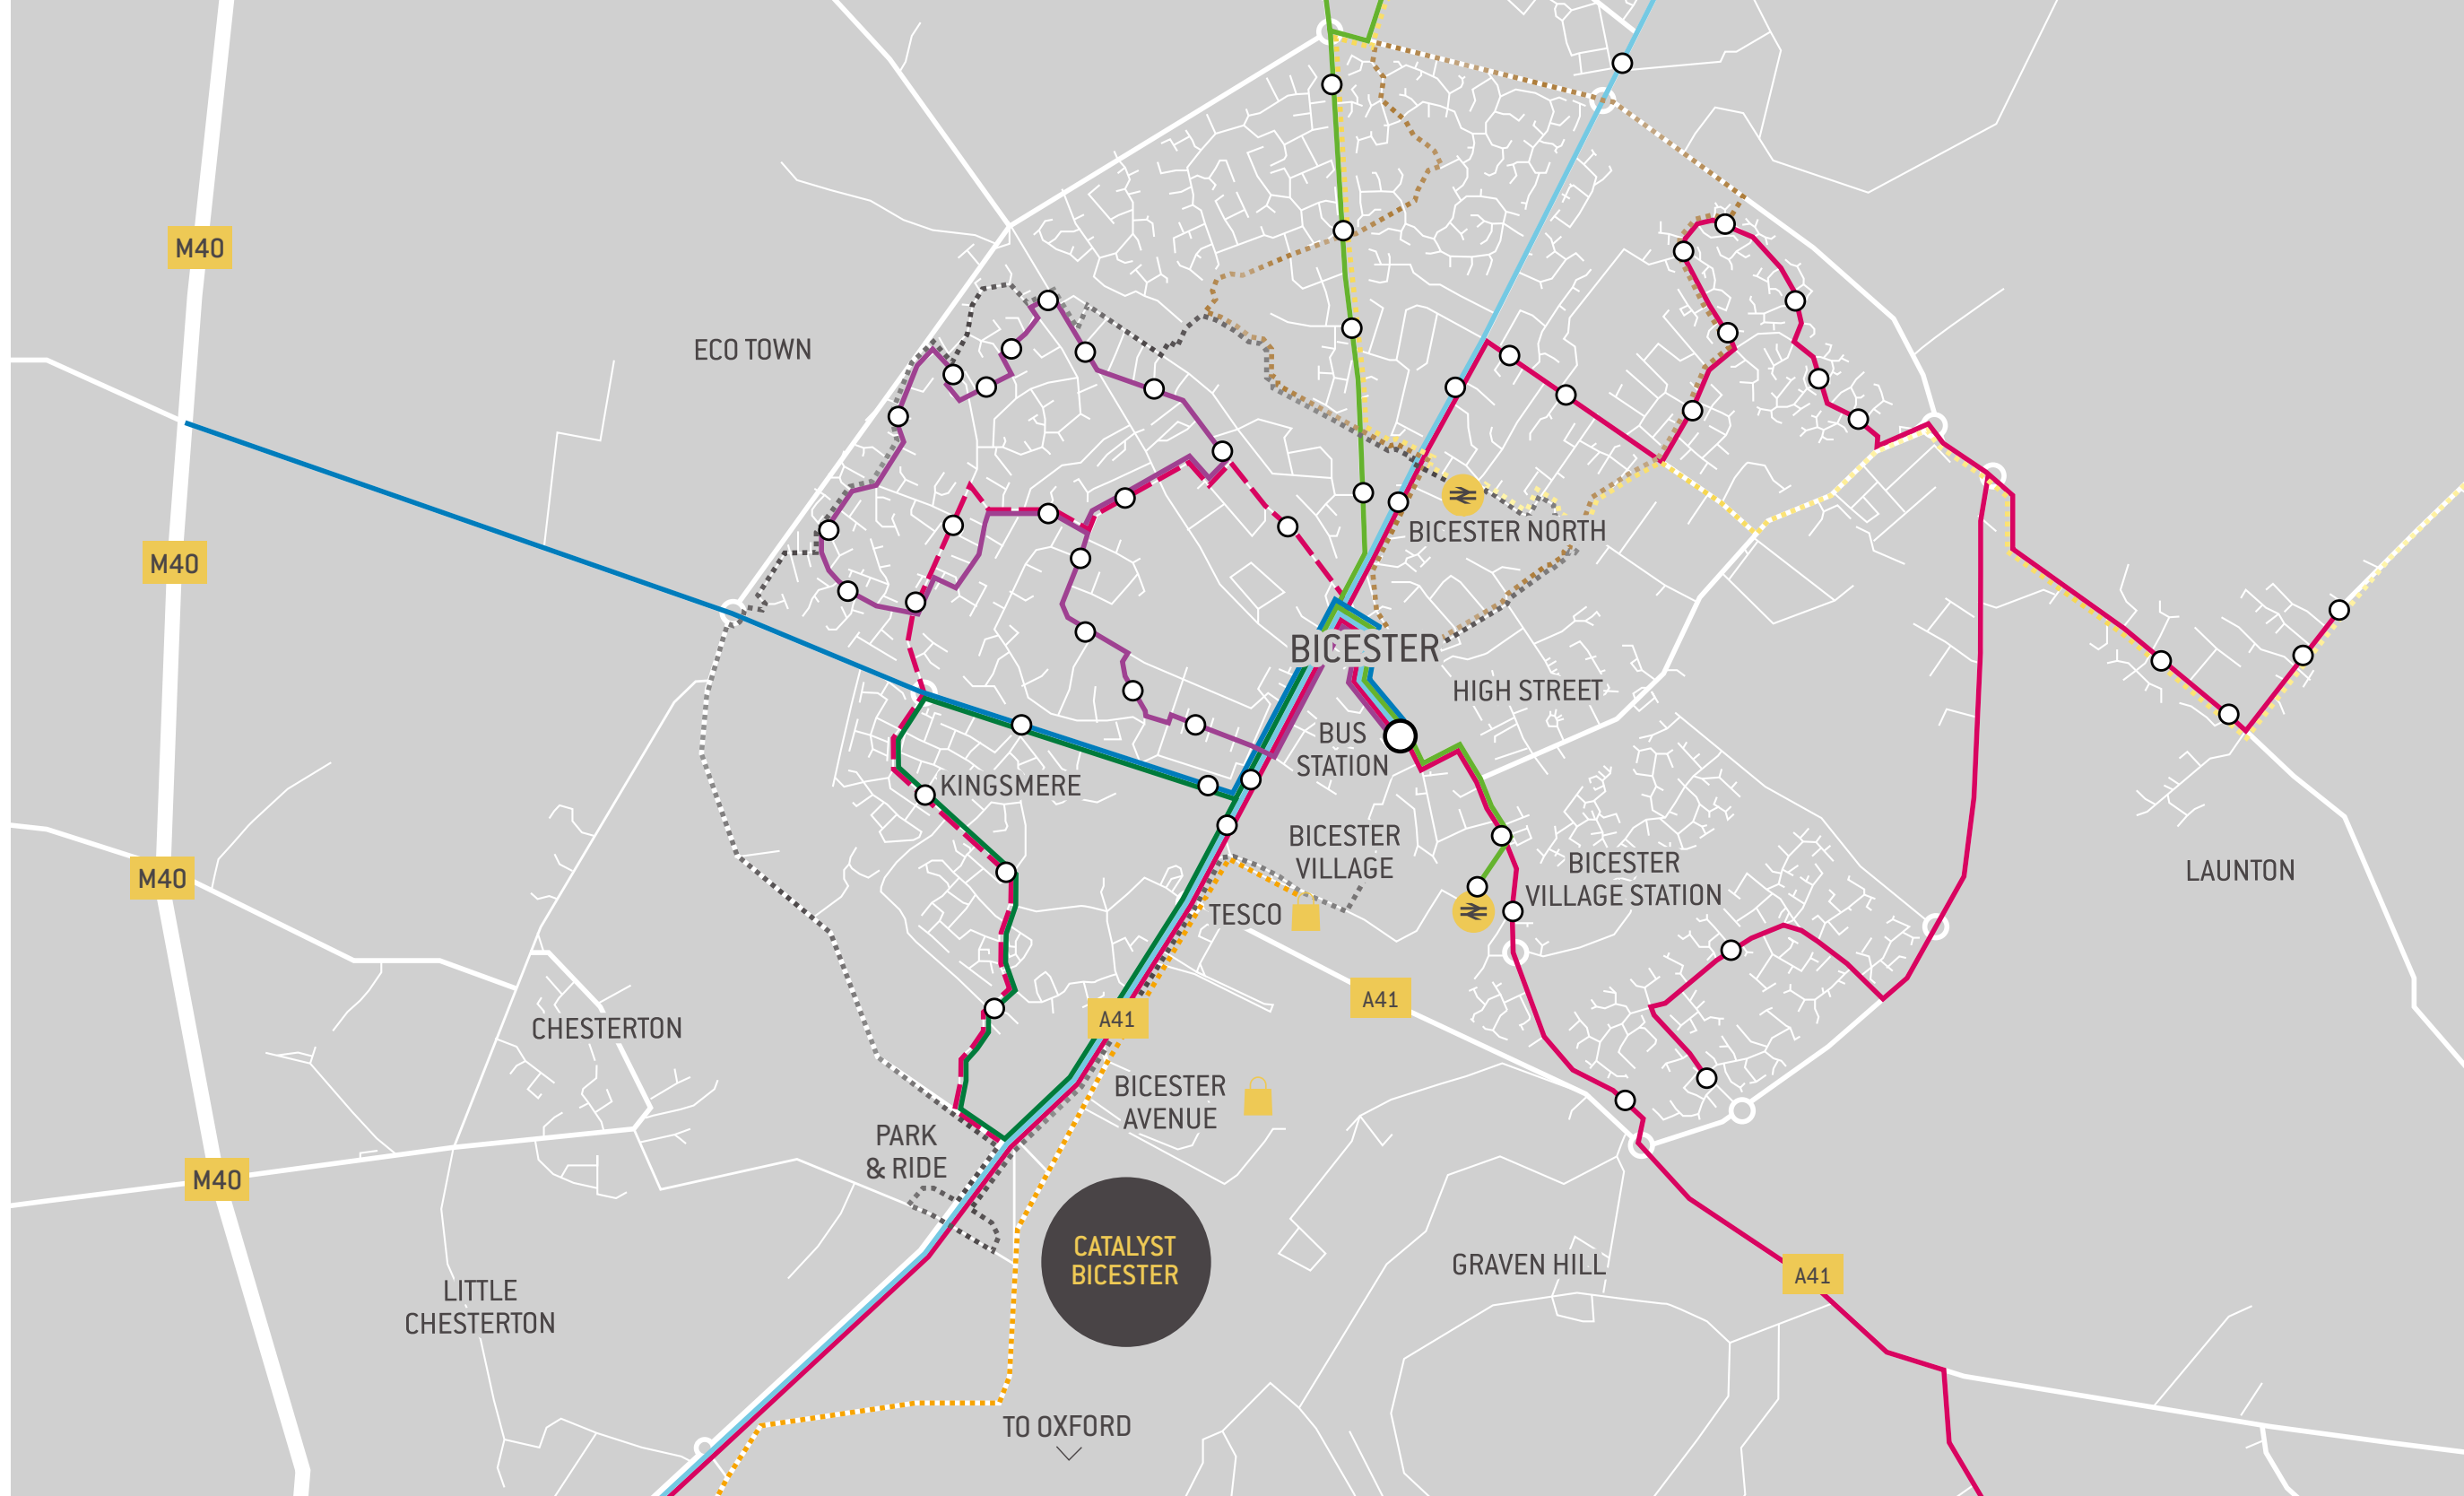 M40
ECO TOWN
BICESTER NORTH
M40
BICESTER
HIGH STREET
BUS
STATION
KINGSMERE
BICESTER
VILLAGE
BICESTER
VILLAGE STATION
LAUNTON
M40
TESCO
A41
A41
CHESTERTON
BICESTER
AVENUE
PARK
& RIDE
M40
CATALYST
BICESTER
GRAVEN HILL
A41
LITTLE
CHESTERTON
TO OXFORD